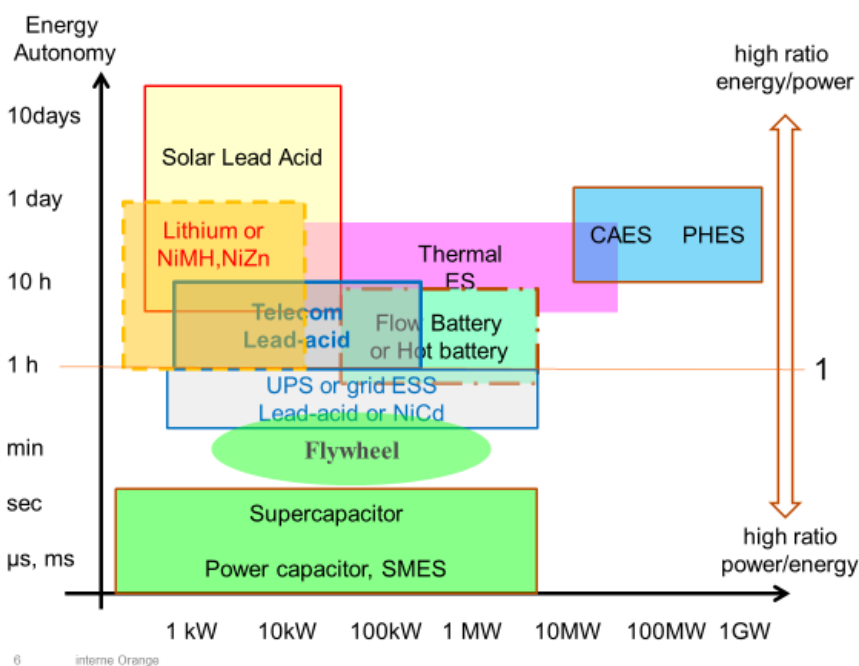 Energy
Autonomy
high ratio
energy/power
10days
Solar Lead Acid
1 day
Lithium or
NiMH,NiZn
CAES PHES
Thermal
ES
10 h
Telecom
Lead-acid
Flow Battery
or Hot battery
1 h
1
UPS or grid ESS
Lead-acid or NiCd
min
Flywheel
sec
Supercapacitor
high ratio
power/energy
µs, ms
Power capacitor, SMES
1 kW 10kW 100kW 1 MW 10MW 100MW 1GW
6 interne Orange